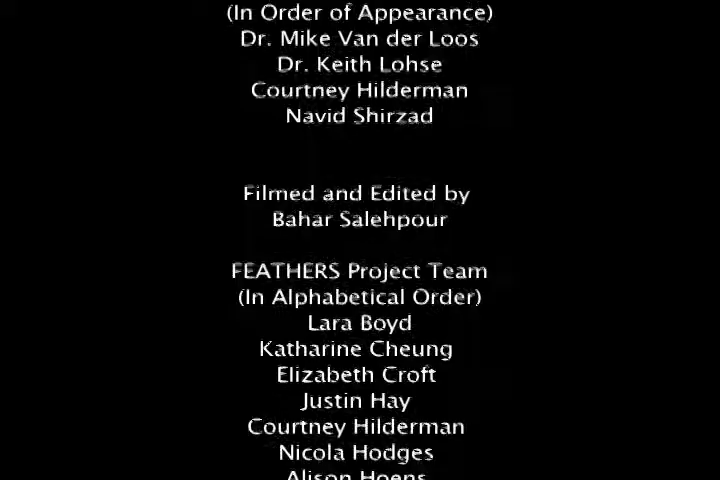 (In Order of Appearance)
Dr. Mike Van der Loos
Dr. Keith Lohse
Courtney Hilderman
Navid Shirzad
Filmed and Edited by
Bahar Salehpour
FEATHERS Project Team
(In Alphabetical Order)
Lara Boyd
Katharine Cheung
Elizabeth Croft
Justin Hay
Courtney Hilderman
Nicola Hodges
Alison Hoens